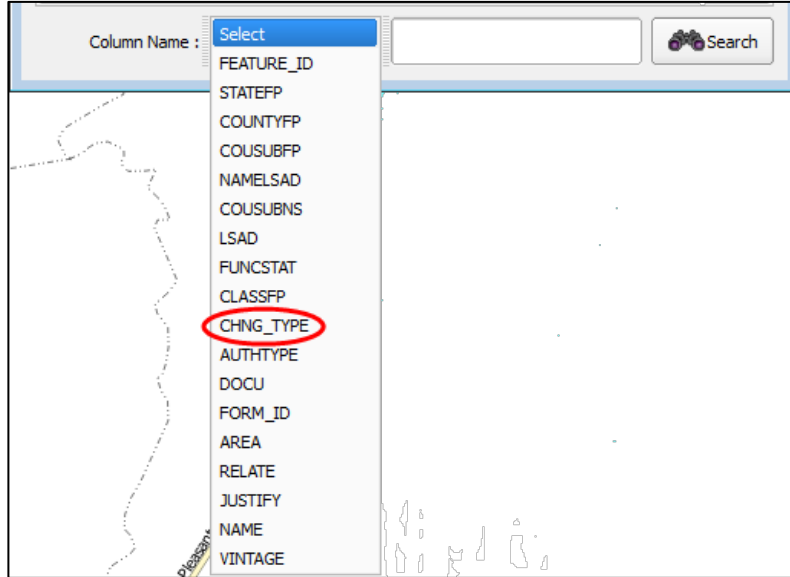 Column Name :
Select
Search
FEATURE_ID
STATEFP
COUNTYFP
COUSUBFP
NAMELSAD
COUSUBNS
LSAD
FUNCSTAT
CLASSFP
CHNG_TYPE
AUTHTYPE
DOCU
FORM_ID
AREA
RELATE
JUSTIFY
NAME
VINTAGE
Pleasant